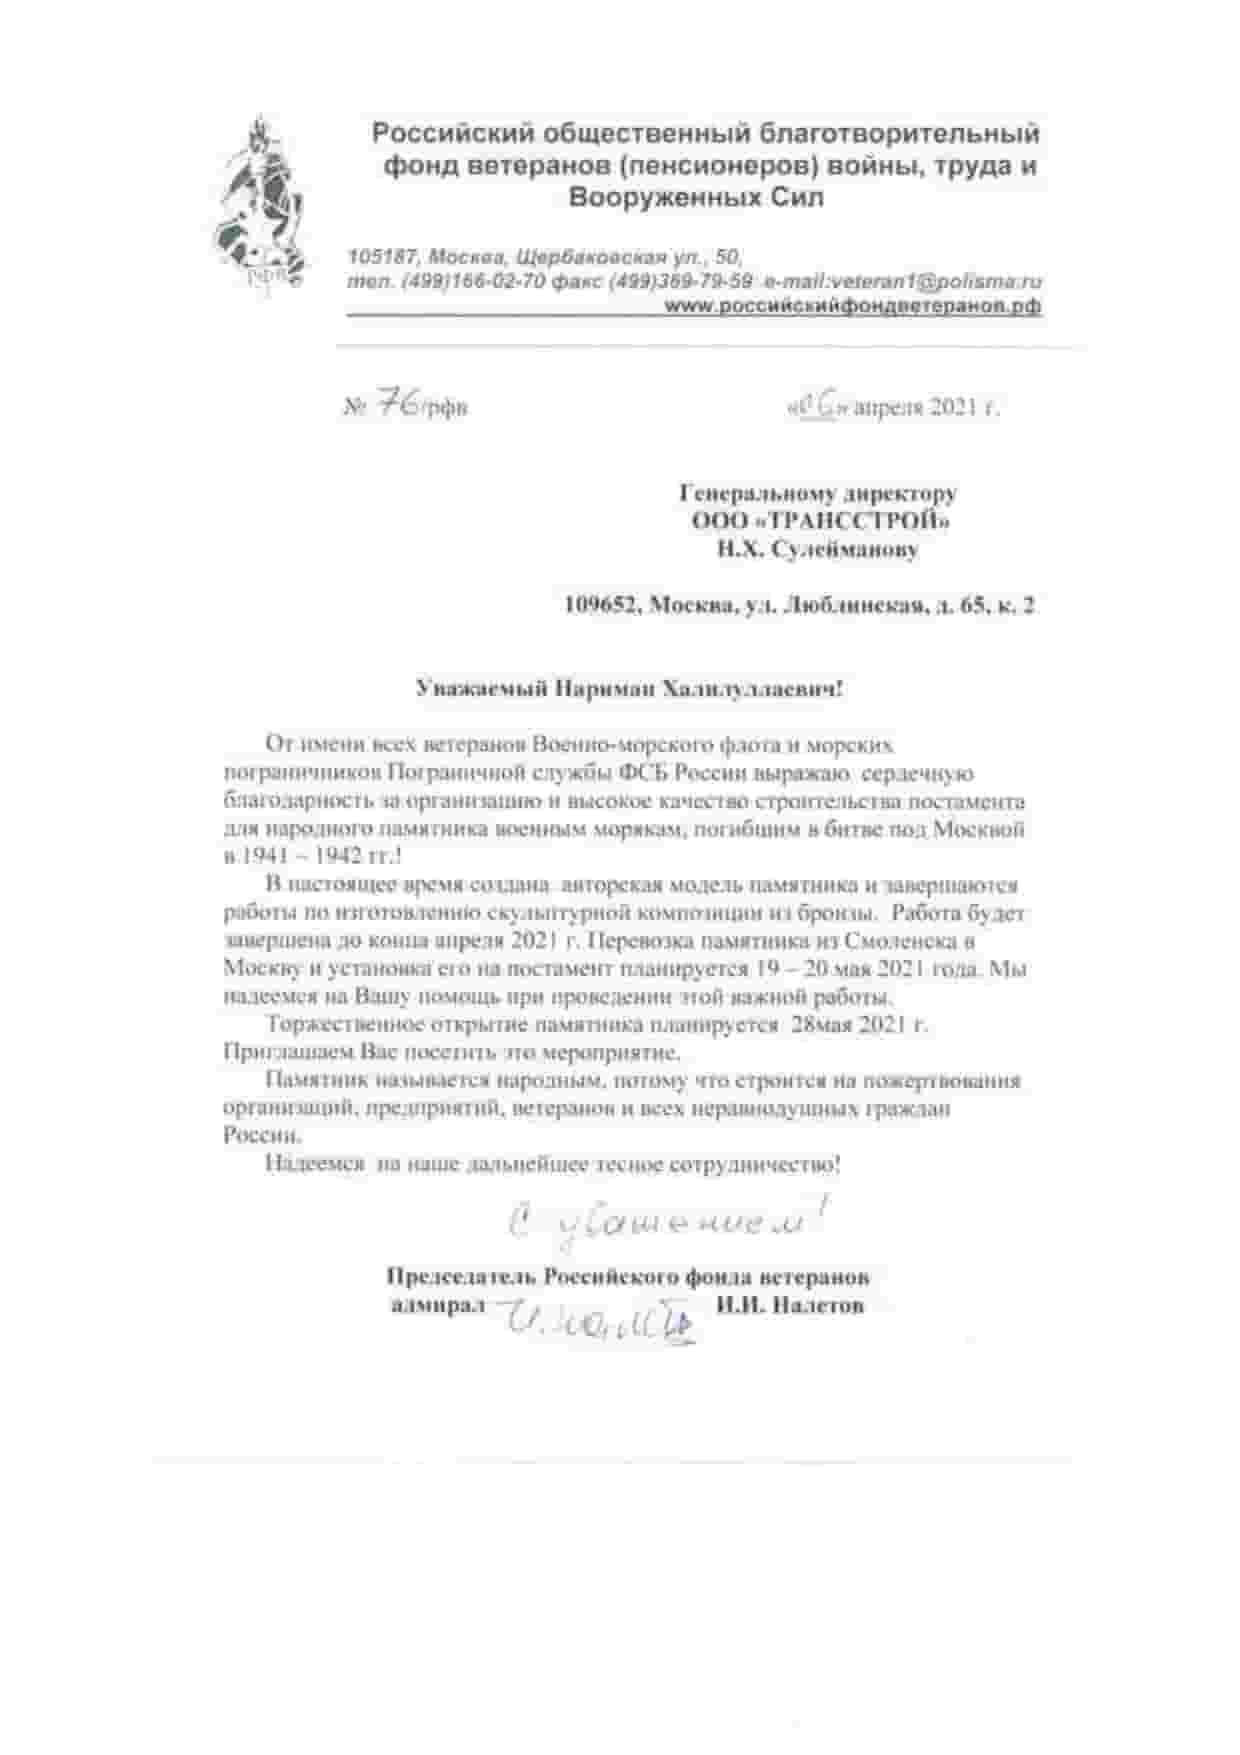 Российский общественный благотворительный
фонд ветеранов (пенсионеров) войны, труда и
Вооруженных Сил
РФВ
105187, Москва, Щербаковская ул., 50,
тел. (499)166-02-70 факс (499)369-79-59 e-mail:veteran1@polisma.ru
www.российскийфондветеранов.рф
№ 76/рфв «06» апреля 2021 г.
Генеральному директору
ООО «ТРАНССТРОЙ»
Н.Х. Сулейманову
109652, Москва, ул. Люблинская, д. 65, к. 2
Уважаемый Нариман Халилуллаевич!
От имени всех ветеранов Военно-морского флота и морских
пограничников Пограничной службы ФСБ России выражаю сердечную
благодарность за организацию и высокое качество строительства постамента
для народного памятника военным морякам, погибшим в битве под Москвой
в 1941 – 1942 гг.!
В настоящее время создана авторская модель памятника и завершаются
работы по изготовлению скульптурной композиции из бронзы. Работа будет
завершена до конца апреля 2021 г. Перевозка памятника из Смоленска в
Москву и установка его на постамент планируется 19 – 20 мая 2021 года. Мы
надеемся на Вашу помощь при проведении этой важной работы.
Торжественное открытие памятника планируется 28мая 2021 г.
Приглашаем Вас посетить это мероприятие.
Памятник называется народным, потому что строится на пожертвования
организаций, предприятий, ветеранов и всех неравнодушных граждан
России.
Надеемся на наше дальнейшее тесное сотрудничество!
С уважением!
Председатель Российского фонда ветеранов
адмирал И.И. Налетов